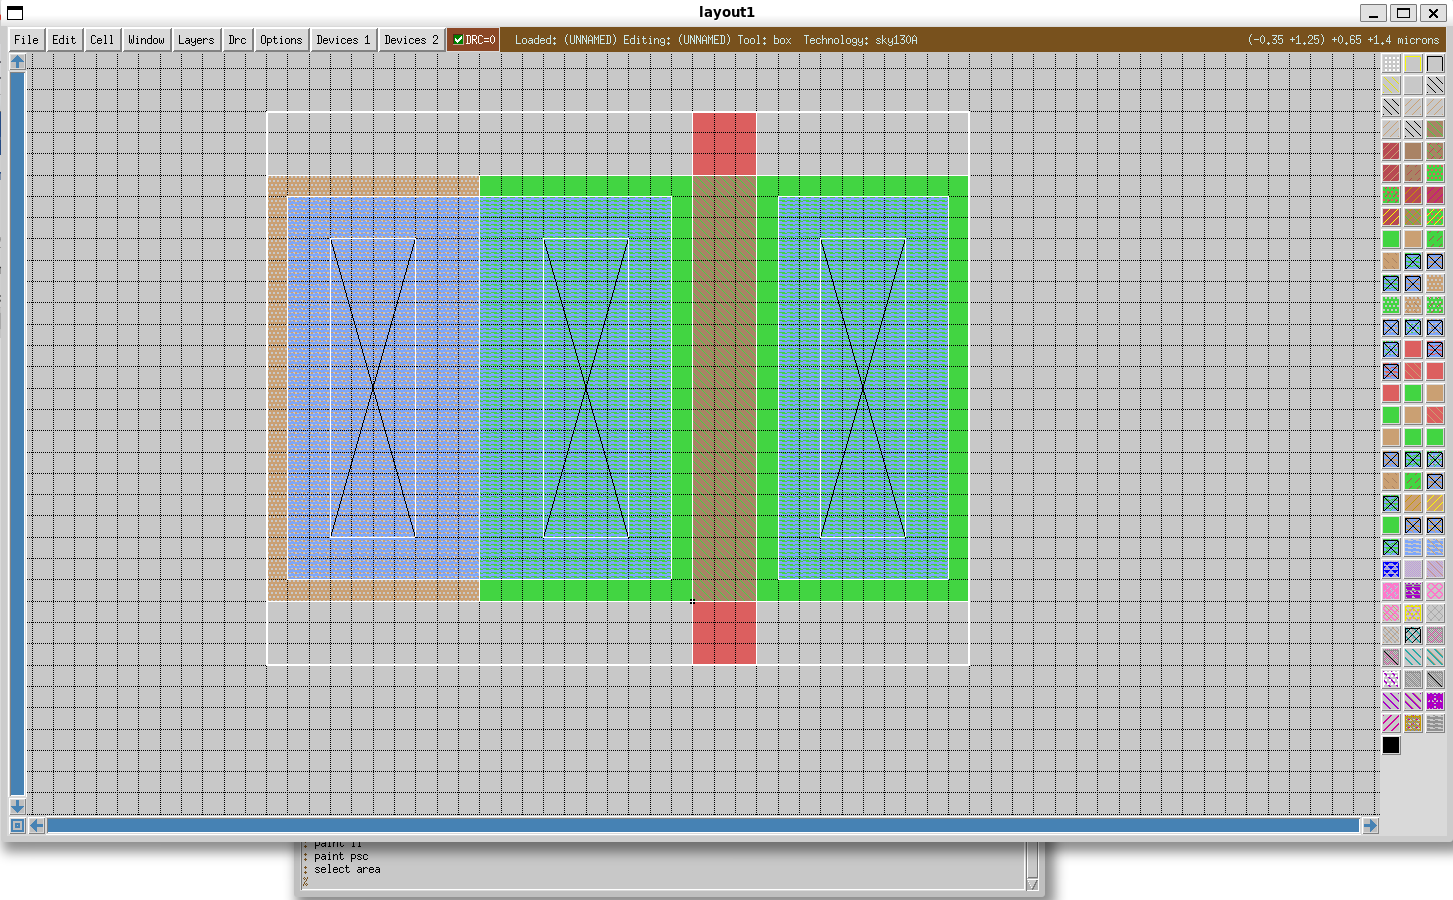 layout1
File Edit Cell Window Layers Drc Options Devices 1 Devices 2 DRC=0 Loaded: (UNNAMED) Editing: (UNNAMED) Tool: box Technology: sky130A (-0.35 +1.25) +0.65 +1.4 microns
: paint li
: paint psc
: select area
%